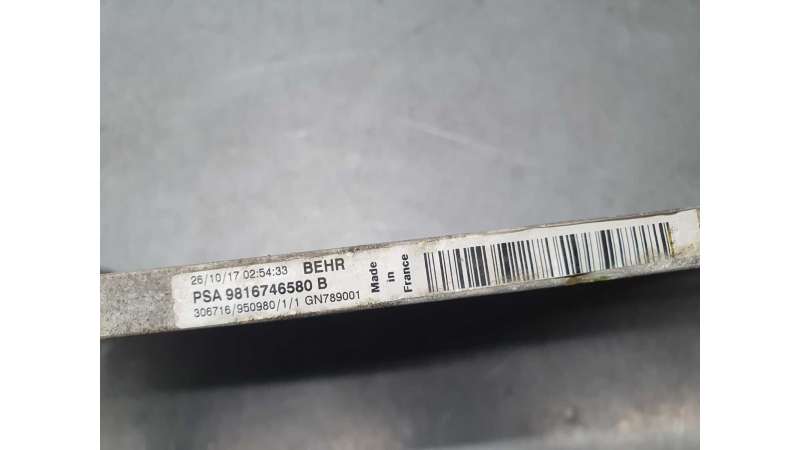 26/10/17 02:54:33 BEHR
PSA 9816746580 B
306716/950980/1/1 GN789001
Made
in
France